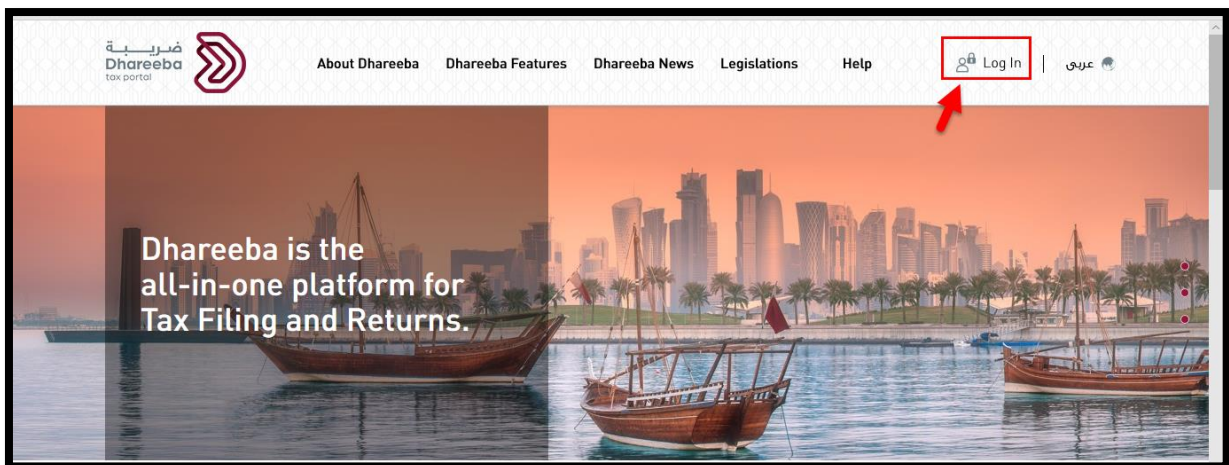 ضريبة
Dhareeba
tax portal
About Dhareeba
Dhareeba Features
Dhareeba News
Legislations
Help
Log In
عربي
Dhareeba is the
all-in-one platform for
Tax Filing and Returns.